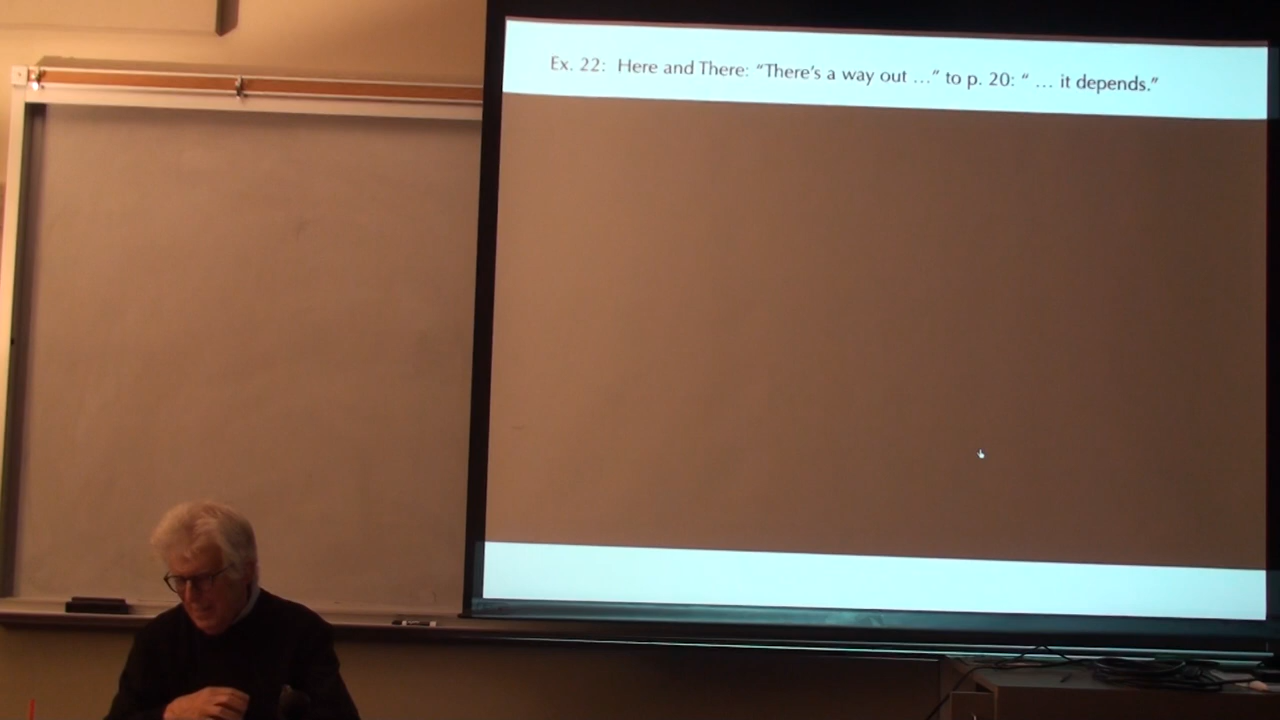 Ex. 22: Here and There: “There’s a way out …” to p. 20: “ … it depends.”